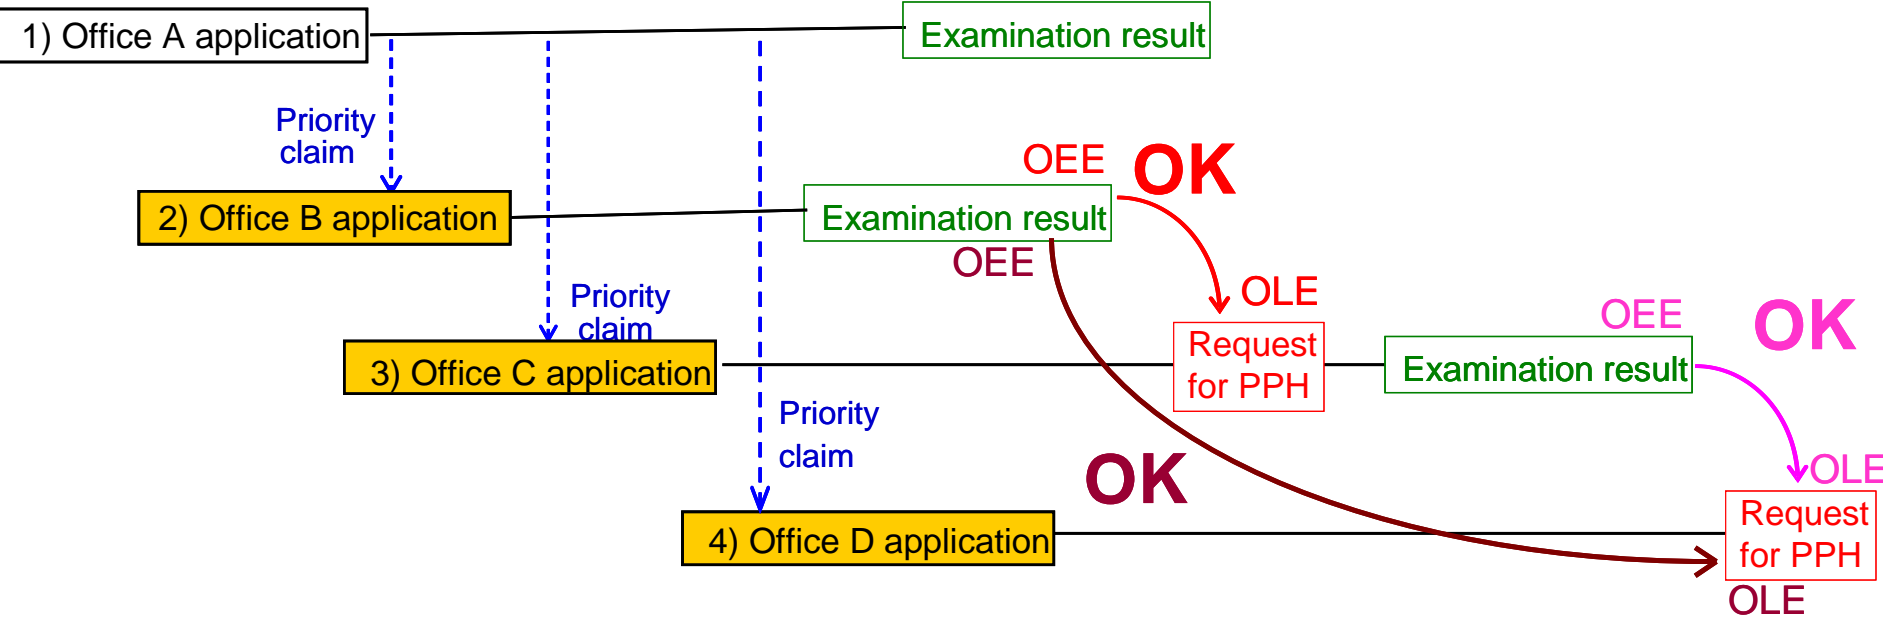 1) Office A application
Examination result
Priority
claim
OEE
OK
2) Office B application
Examination result
OEE
Priority
claim
OLE
OEE
OK
3) Office C application
Request
for PPH
Examination result
Priority
claim
OK
OLE
4) Office D application
Request
for PPH
OLE